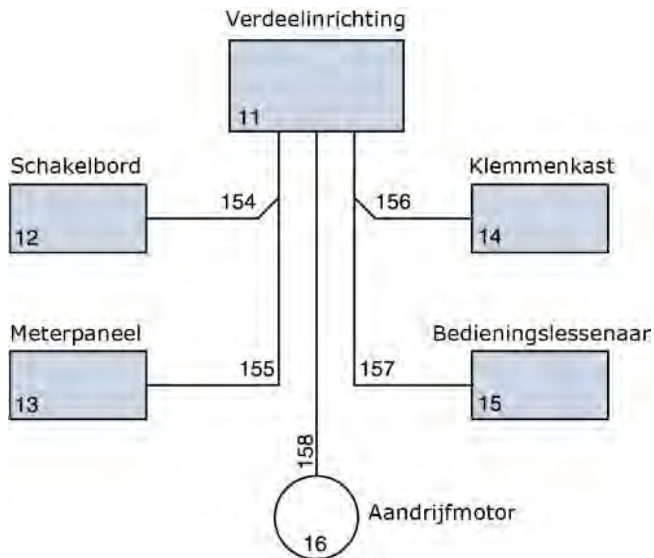 Verdeelinrichting
11
Schakelbord
12
154
156
Klemmenkast
14
Meterpaneel
13
155
157
Bedieningslessenaar
15
158
Aandrijfmotor
16